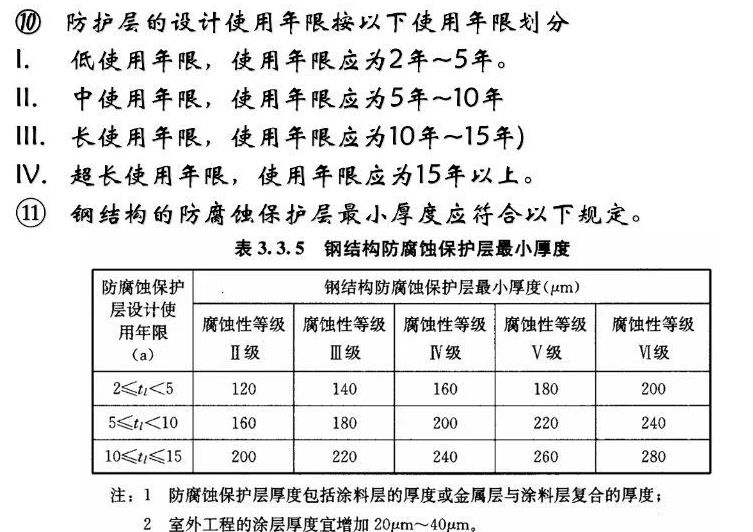 ⑩ 防护层的设计使用年限按以下使用年限划分
I. 低使用年限，使用年限应为2年～5年。
II. 中使用年限，使用年限应为5年～10年
III. 长使用年限，使用年限应为10年～15年)
IV. 超长使用年限，使用年限应为15年以上。
⑪ 钢结构的防腐蚀保护层最小厚度应符合以下规定。
表 3.3.5 钢结构防腐蚀保护层最小厚度
防腐蚀保护层设计使用年限（a） 钢结构防腐蚀保护层最小厚度(μm)
腐蚀性等级Ⅱ级 腐蚀性等级Ⅲ级 腐蚀性等级Ⅳ级 腐蚀性等级Ⅴ级 腐蚀性等级Ⅵ级
2≤tl<5 120 140 160 180 200
5≤tl<10 160 180 200 220 240
10≤tl≤15 200 220 240 260 280
注：1 防腐蚀保护层厚度包括涂料层的厚度或金属层与涂料层复合的厚度；
2 室外工程的涂层厚度宜增加 20μm～40μm。